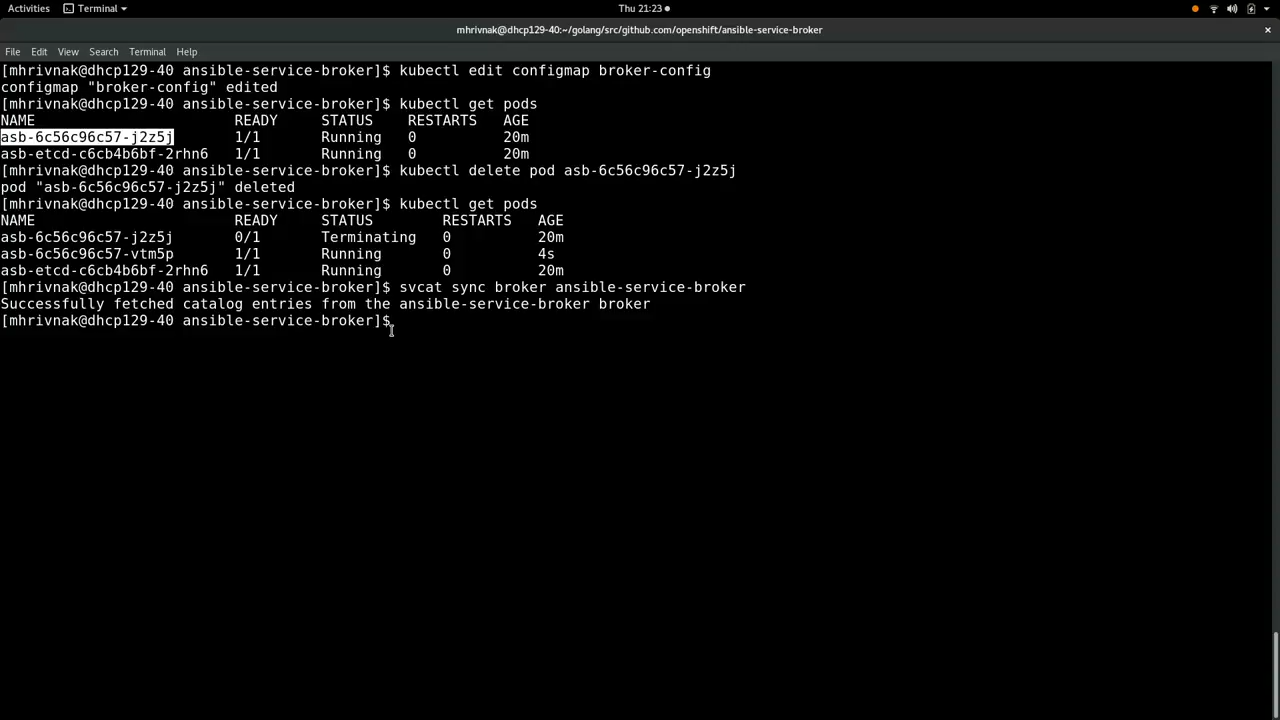 Activities Terminal Thu 21:23
mhrivnak@dhcp129-40:~/golang/src/github.com/openshift/ansible-service-broker
File Edit View Search Terminal Help
[mhrivnak@dhcp129-40 ansible-service-broker]$ kubectl edit configmap broker-config
configmap "broker-config" edited
[mhrivnak@dhcp129-40 ansible-service-broker]$ kubectl get pods
NAME READY STATUS RESTARTS AGE
asb-6c56c96c57-j2z5j 1/1 Running 0 20m
asb-etcd-c6cb4b6bf-2rhn6 1/1 Running 0 20m
[mhrivnak@dhcp129-40 ansible-service-broker]$ kubectl delete pod asb-6c56c96c57-j2z5j
pod "asb-6c56c96c57-j2z5j" deleted
[mhrivnak@dhcp129-40 ansible-service-broker]$ kubectl get pods
NAME READY STATUS RESTARTS AGE
asb-6c56c96c57-j2z5j 0/1 Terminating 0 20m
asb-6c56c96c57-vtm5p 1/1 Running 0 4s
asb-etcd-c6cb4b6bf-2rhn6 1/1 Running 0 20m
[mhrivnak@dhcp129-40 ansible-service-broker]$ svcat sync broker ansible-service-broker
Successfully fetched catalog entries from the ansible-service-broker broker
[mhrivnak@dhcp129-40 ansible-service-broker]$